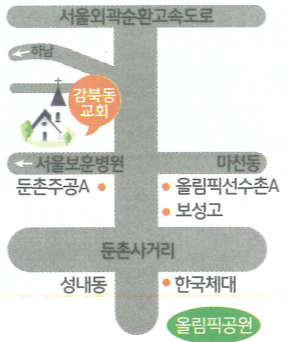 서울외곽순환고속도로
하남
감북동
교회
서울보훈병원
마천동
둔촌주공A
올림픽선수촌A
보성고
둔촌사거리
성내동
한국체대
올림픽공원